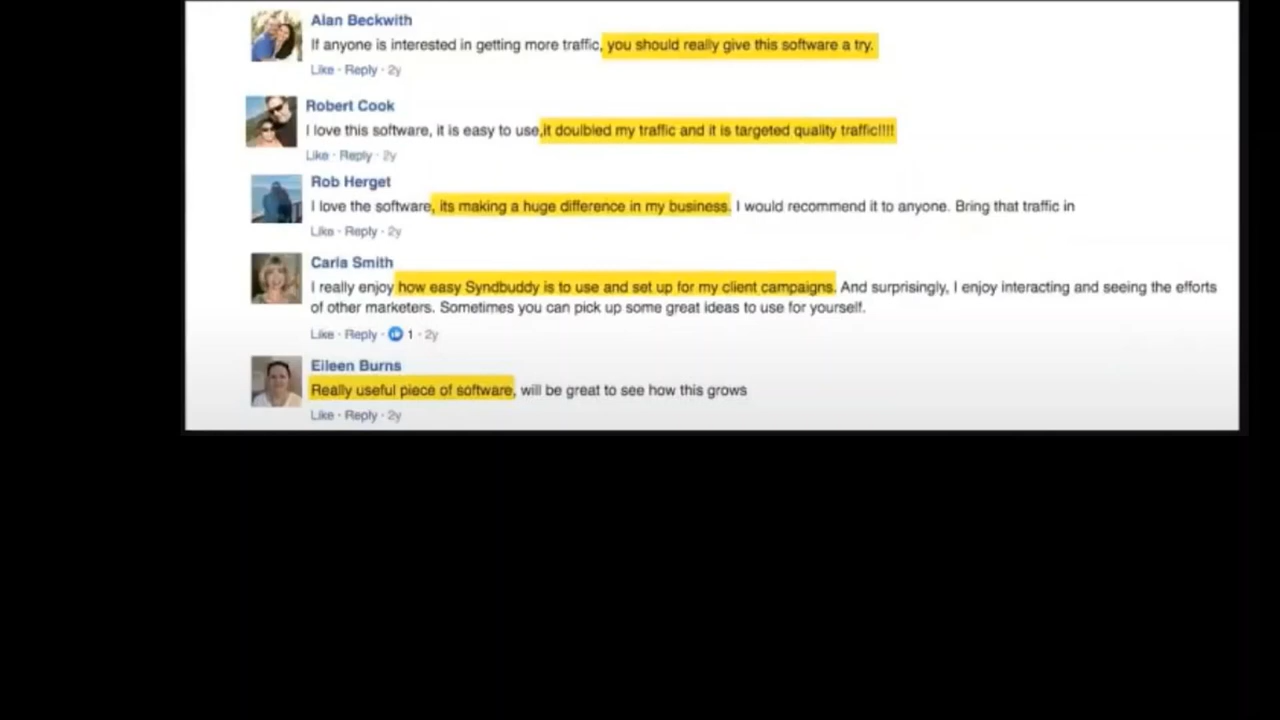 Alan Beckwith
If anyone is interested in getting more traffic, you should really give this software a try.
Like · Reply · 2y
Robert Cook
I love this software, it is easy to use,it doulbled my traffic and it is targeted quality traffic!!!!
Like · Reply · 2y
Rob Herget
I love the software, its making a huge difference in my business. I would recommend it to anyone. Bring that traffic in
Like · Reply · 2y
Carla Smith
I really enjoy how easy Syndbuddy is to use and set up for my client campaigns. And surprisingly, I enjoy interacting and seeing the efforts
of other marketers. Sometimes you can pick up some great ideas to use for yourself.
Like · Reply · 1 · 2y
Eileen Burns
Really useful piece of software, will be great to see how this grows
Like · Reply · 2y